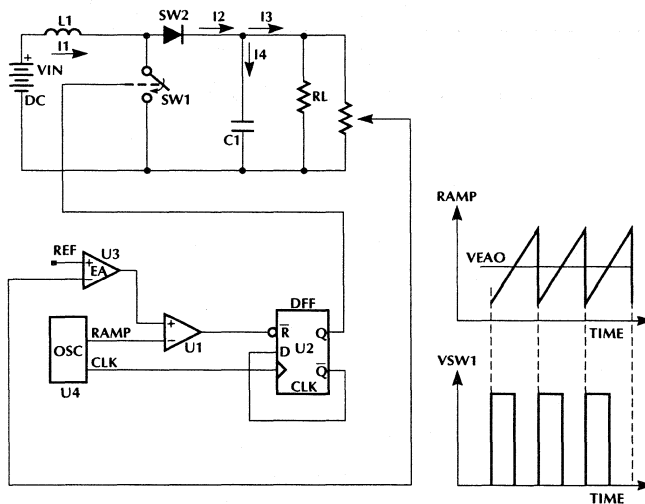 L1
SW2
I1
I2
I3
I4
+
VIN
DC
SW1
RL
C1
REF
U3
+
EA
−
RAMP
OSC
CLK
U4
+
−
U1
DFF
R̅
Q
D
U2
Q̅
CLK
RAMP
VEAO
TIME
VSW1
TIME